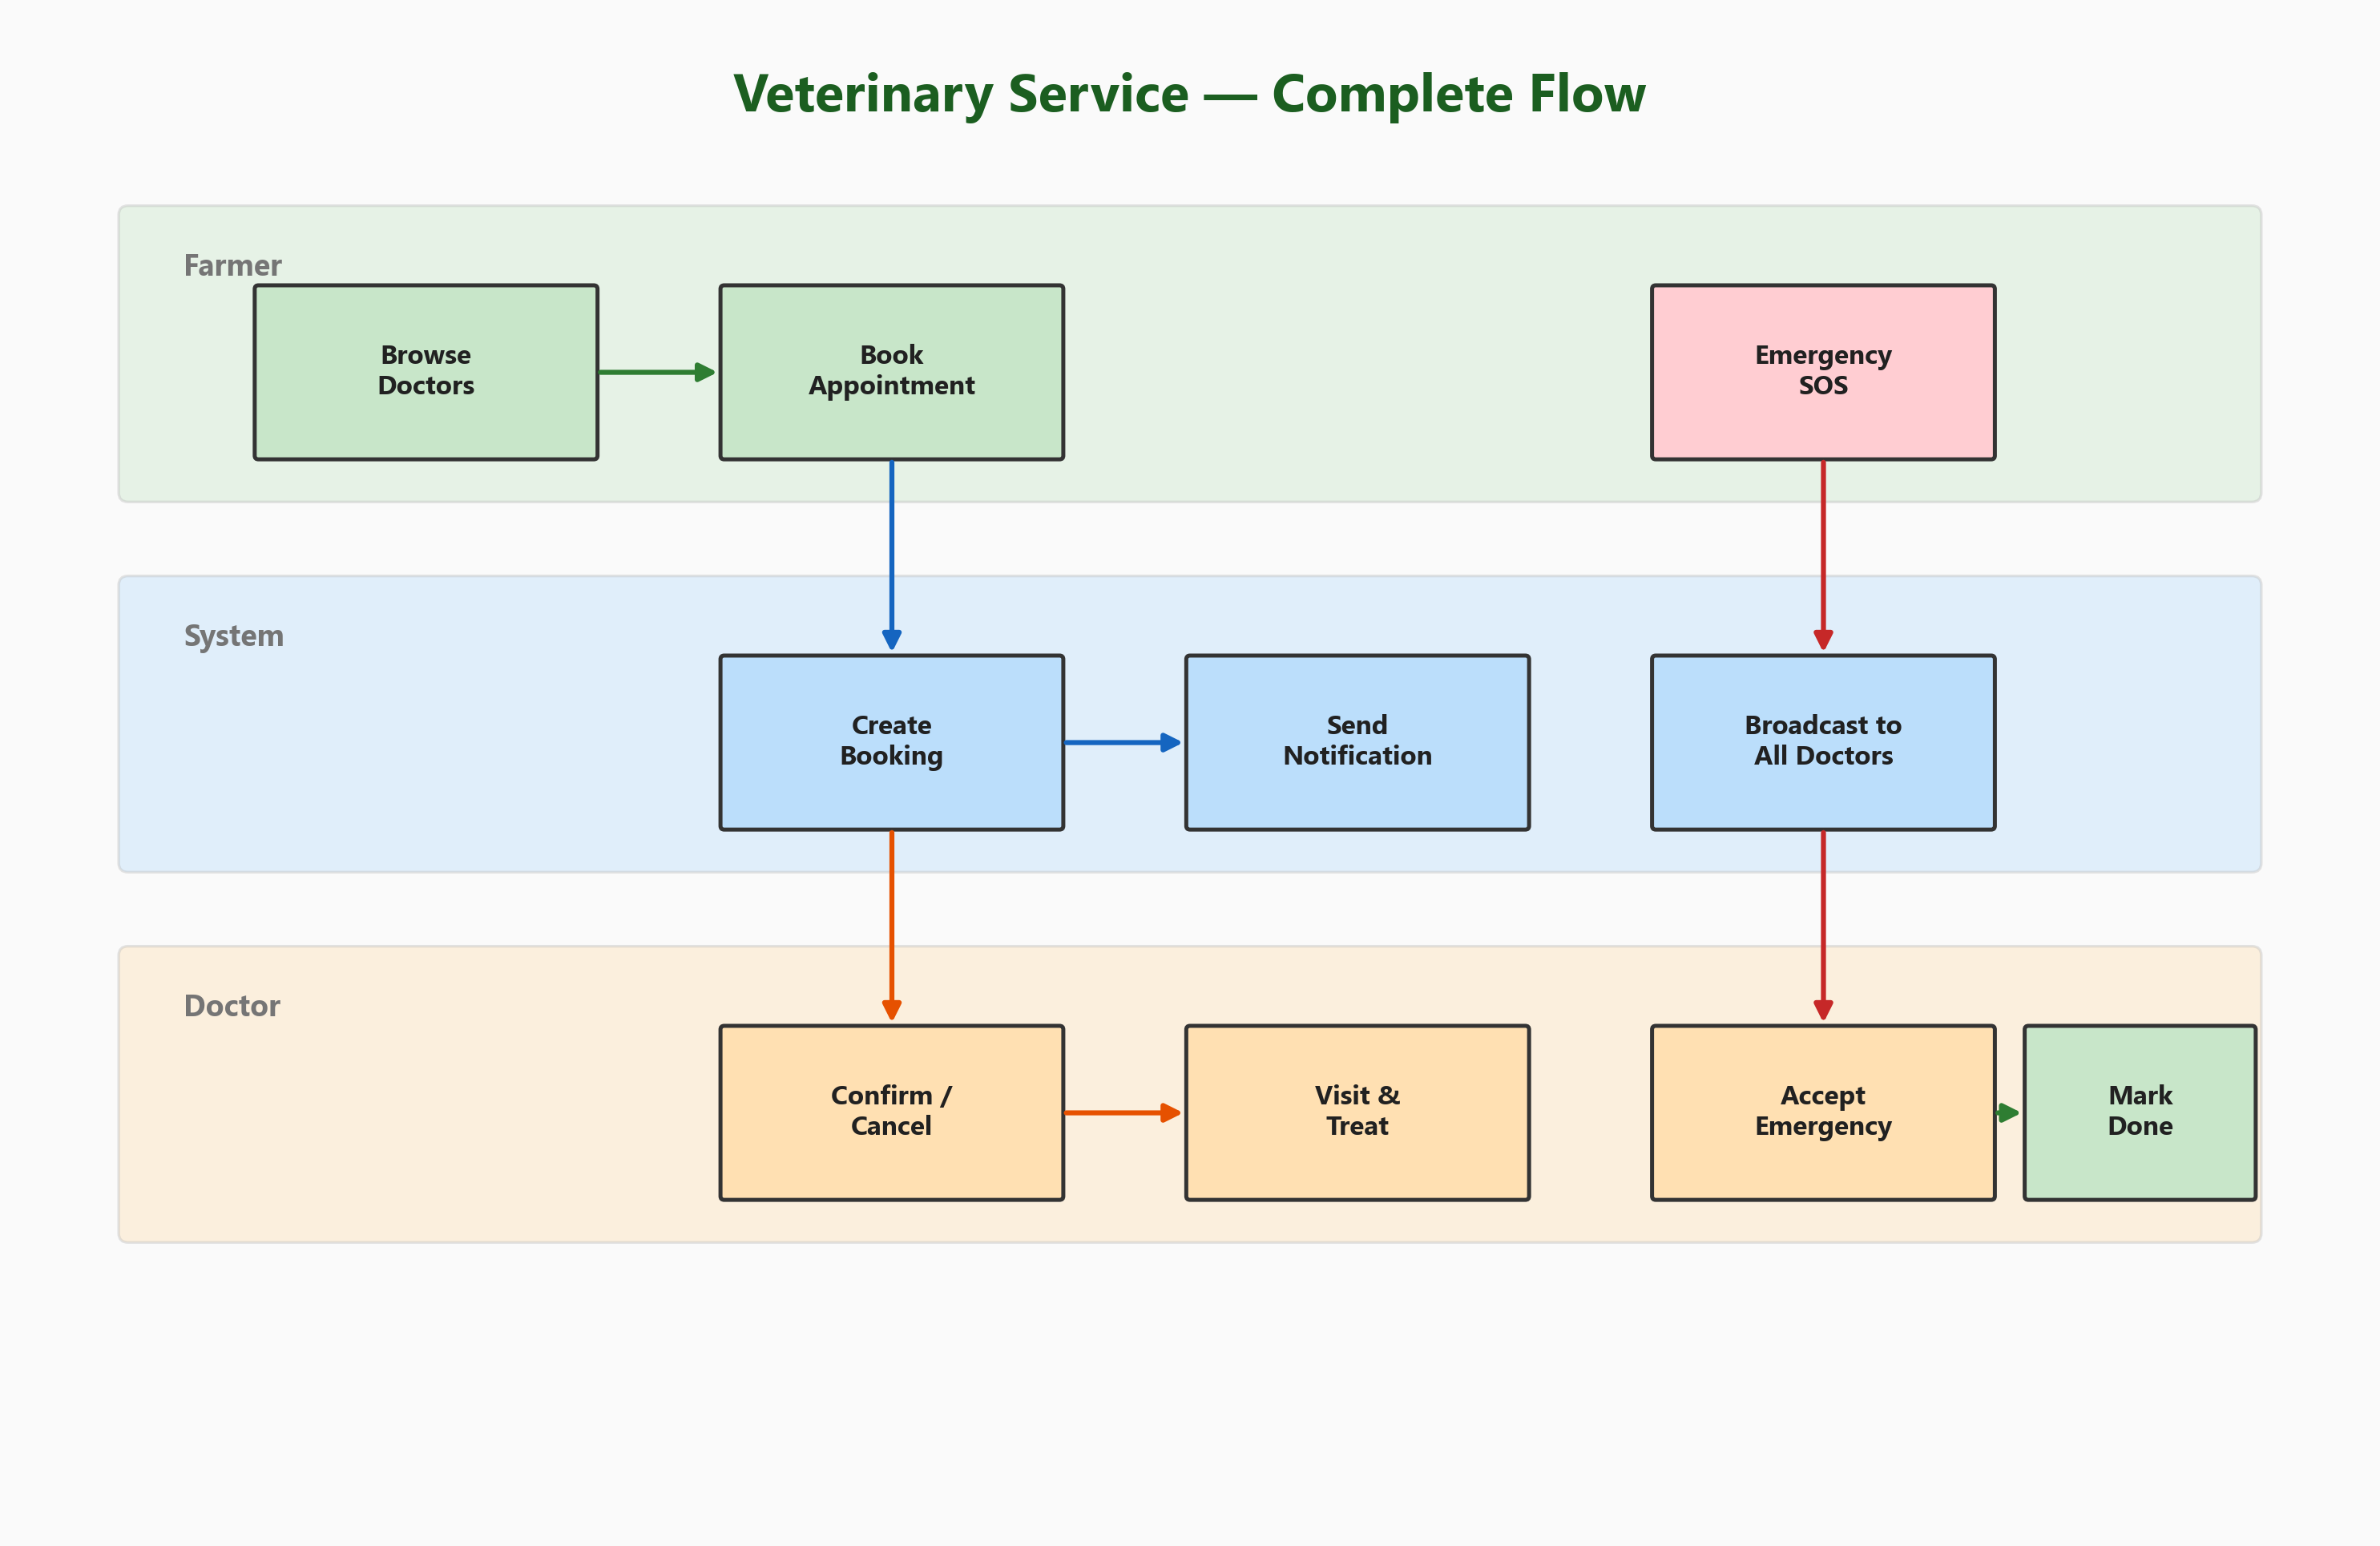 Veterinary Service — Complete Flow
Farmer
Browse
Doctors
Book
Appointment
Emergency
SOS
System
Create
Booking
Send
Notification
Broadcast to
All Doctors
Doctor
Confirm /
Cancel
Visit &
Treat
Accept
Emergency
Mark
Done